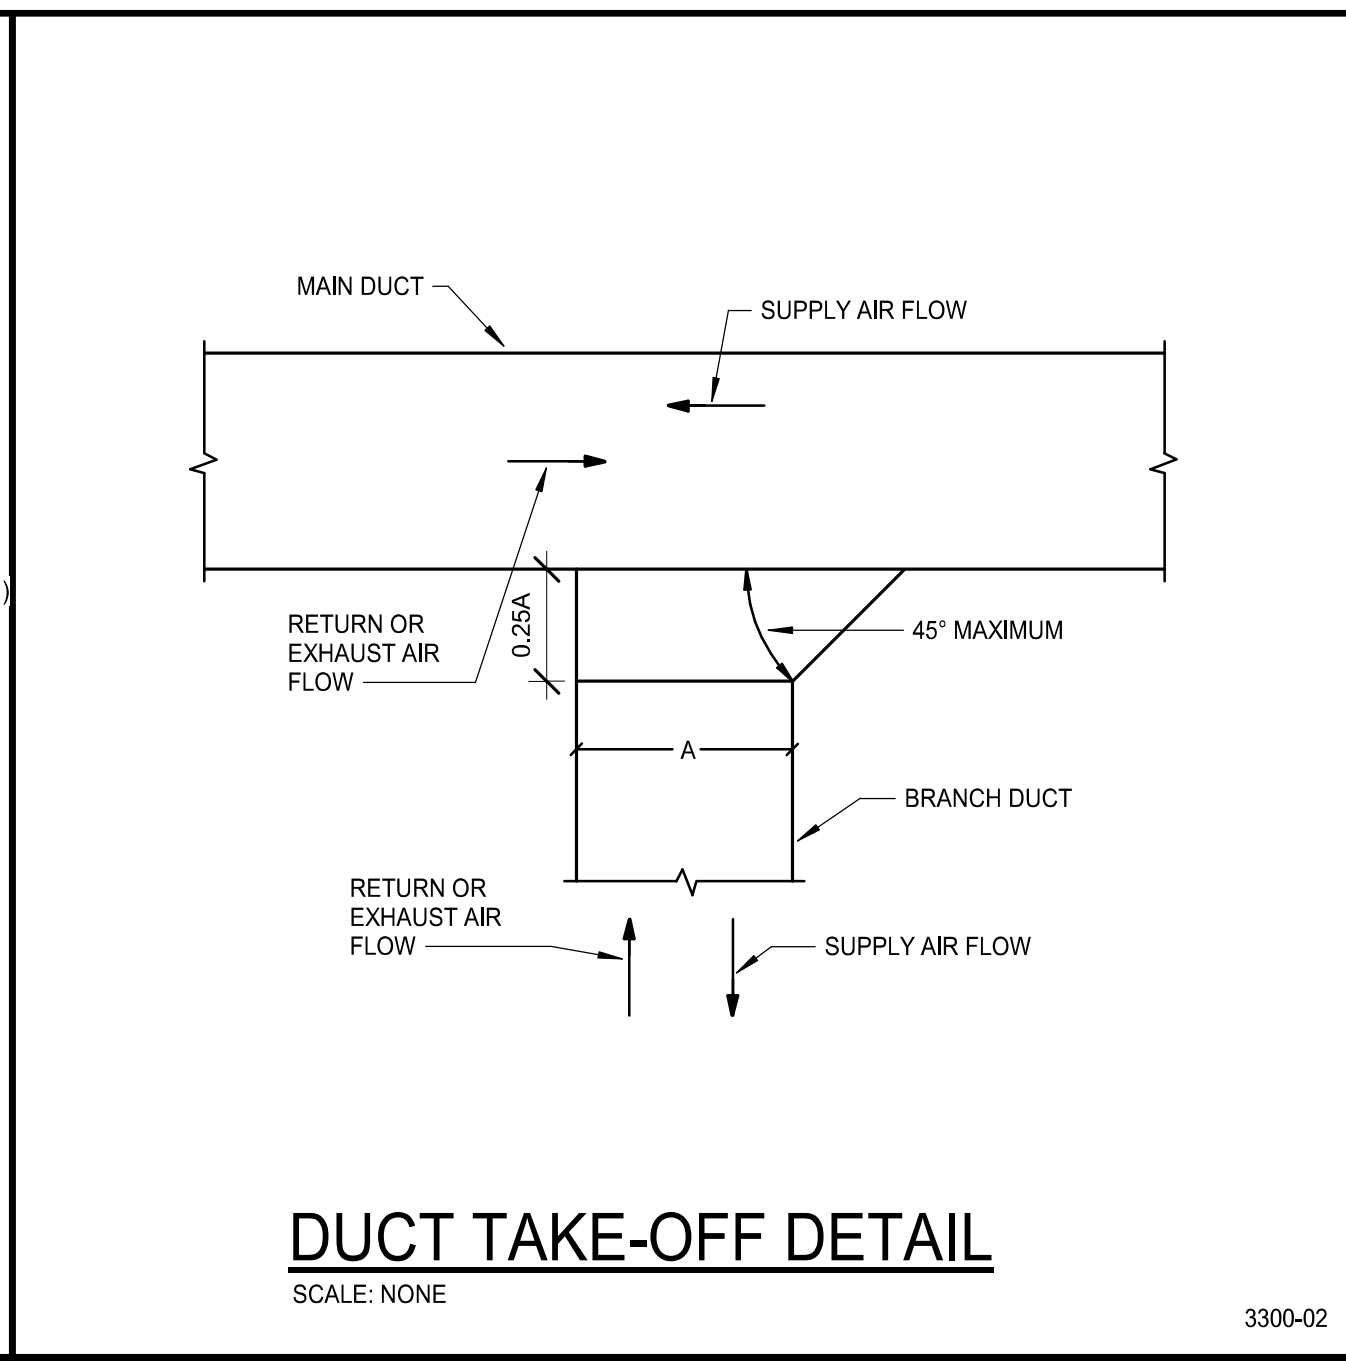 MAIN DUCT
SUPPLY AIR FLOW
)
RETURN OR
EXHAUST AIR
FLOW
0.25A
45° MAXIMUM
A
BRANCH DUCT
RETURN OR
EXHAUST AIR
FLOW
SUPPLY AIR FLOW
DUCT TAKE-OFF DETAIL
SCALE: NONE
3300-02